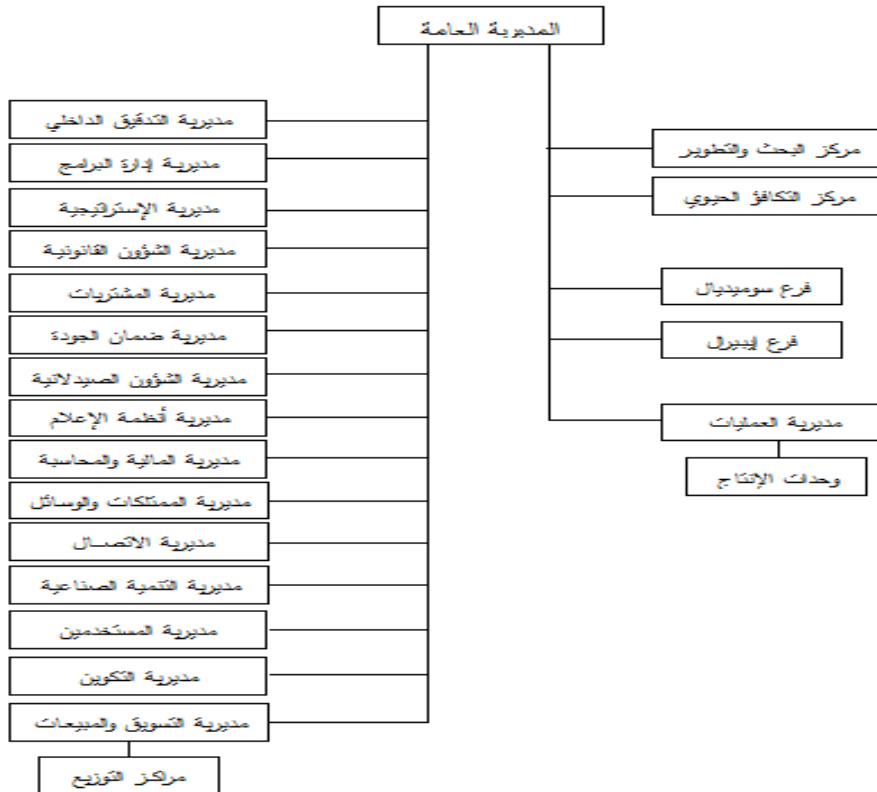 المديرية العامة
مركز البحث والتطوير
مركز التكافؤ الحيوي
فرع سوميديال
فرع إيبيرال
مديرية العمليات
وحدات الإنتاج
مديرية التدقيق الداخلي
مديرية إدارة البرامج
مديرية الإستراتيجية
مديرية الشؤون القانونية
مديرية المشتريات
مديرية ضمان الجودة
مديرية الشؤون الصيدلانية
مديرية أنظمة الإعلام
مديرية المالية والمحاسبة
مديرية الممتلكات والوسائل
مديرية الاتصـــال
مديرية التنمية الصناعية
مديرية المستخدمين
مديرية التكوين
مديرية التسويق والمبيعات
مراكز التوزيع